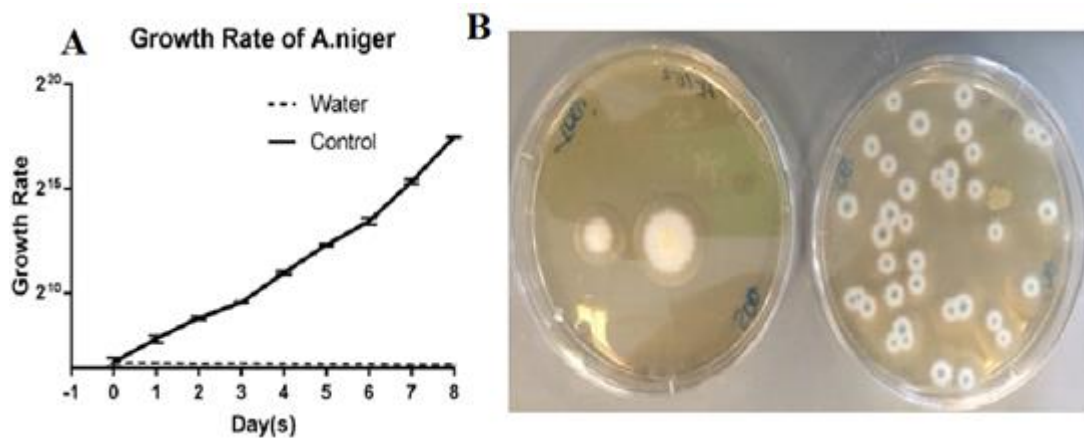 A
Growth Rate of A.niger
B
2^20
2^15
2^10
Growth Rate
Water
Control
-1 0 1 2 3 4 5 6 7 8
Day(s)